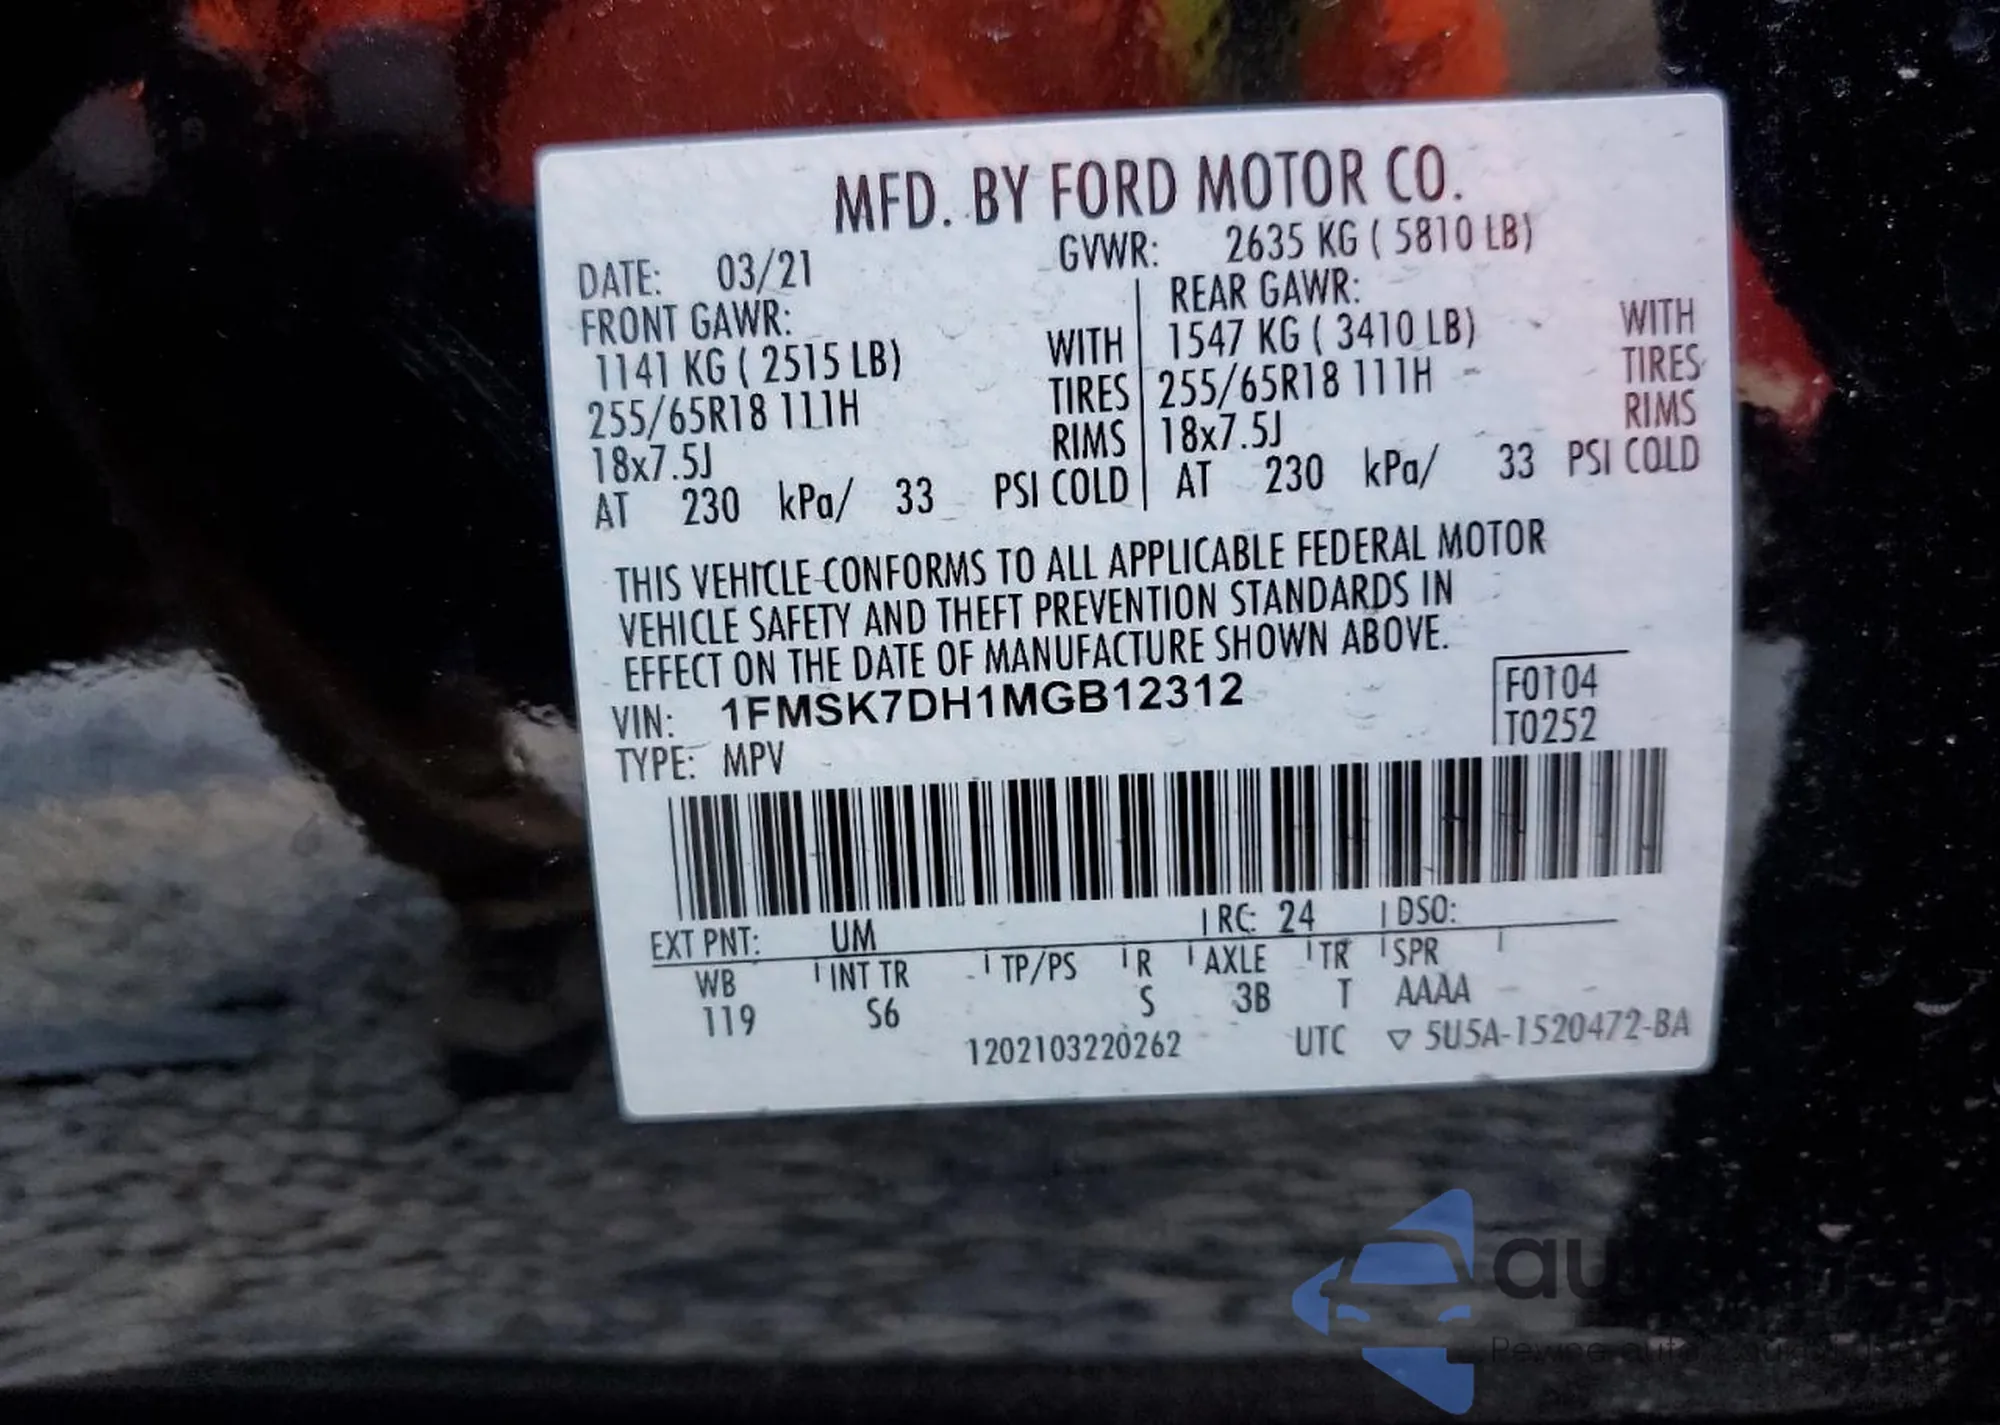 MFD. BY FORD MOTOR CO.
DATE: 03/21 GVWR: 2635 KG ( 5810 LB)
FRONT GAWR: REAR GAWR:
1141 KG ( 2515 LB) WITH 1547 KG ( 3410 LB) WITH
255/65R18 111H TIRES 255/65R18 111H TIRES
18x7.5J RIMS 18x7.5J RIMS
AT 230 kPa/ 33 PSI COLD AT 230 kPa/ 33 PSI COLD
THIS VEHICLE CONFORMS TO ALL APPLICABLE FEDERAL MOTOR
VEHICLE SAFETY AND THEFT PREVENTION STANDARDS IN
EFFECT ON THE DATE OF MANUFACTURE SHOWN ABOVE.
VIN: 1FMSK7DH1MGB12312 F0104
TYPE: MPV T0252
EXT PNT: UM RC: 24 DSO:
WB INT TR TP/PS R AXLE TR SPR
119 S6 S 3B T AAAA
1202103220262 UTC ▽ 5U5A-1520472-BA